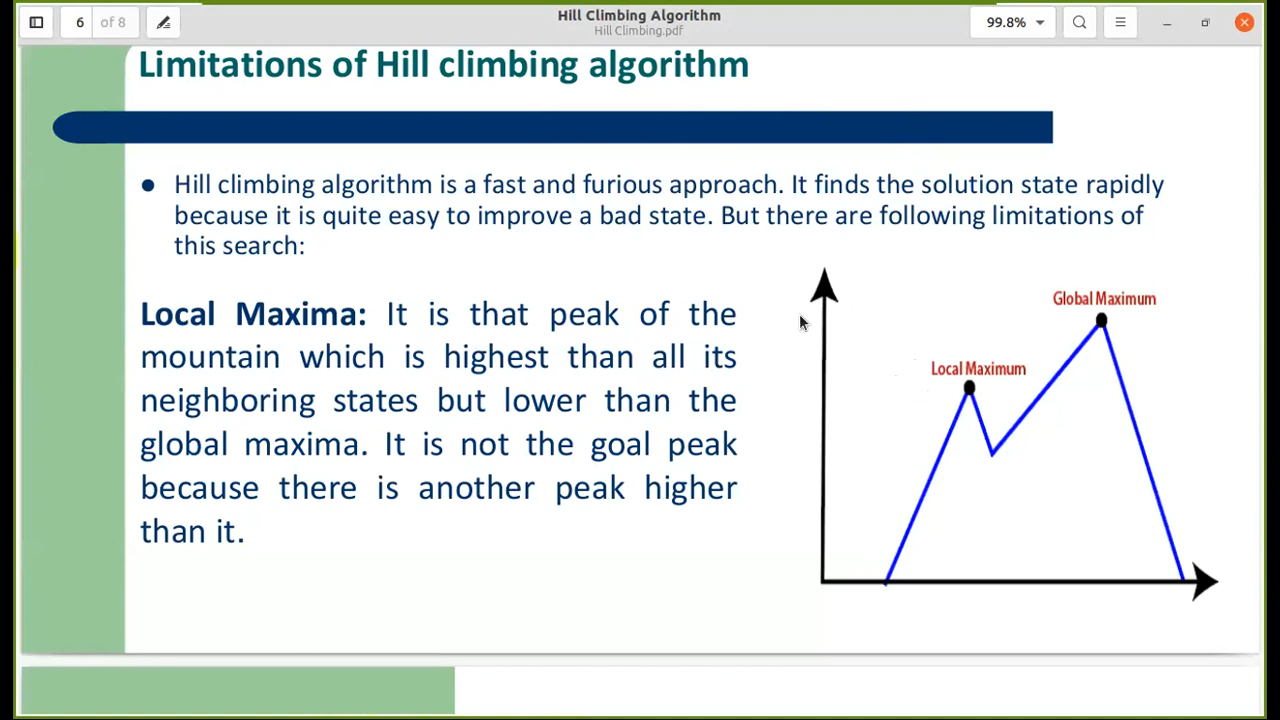 Hill Climbing Algorithm
6 of 8
Hill Climbing.pdf
99.8%
Limitations of Hill climbing algorithm
● Hill climbing algorithm is a fast and furious approach. It finds the solution state rapidly
because it is quite easy to improve a bad state. But there are following limitations of
this search:
Local Maxima: It is that peak of the
mountain which is highest than all its
neighboring states but lower than the
global maxima. It is not the goal peak
because there is another peak higher
than it.
Global Maximum
Local Maximum